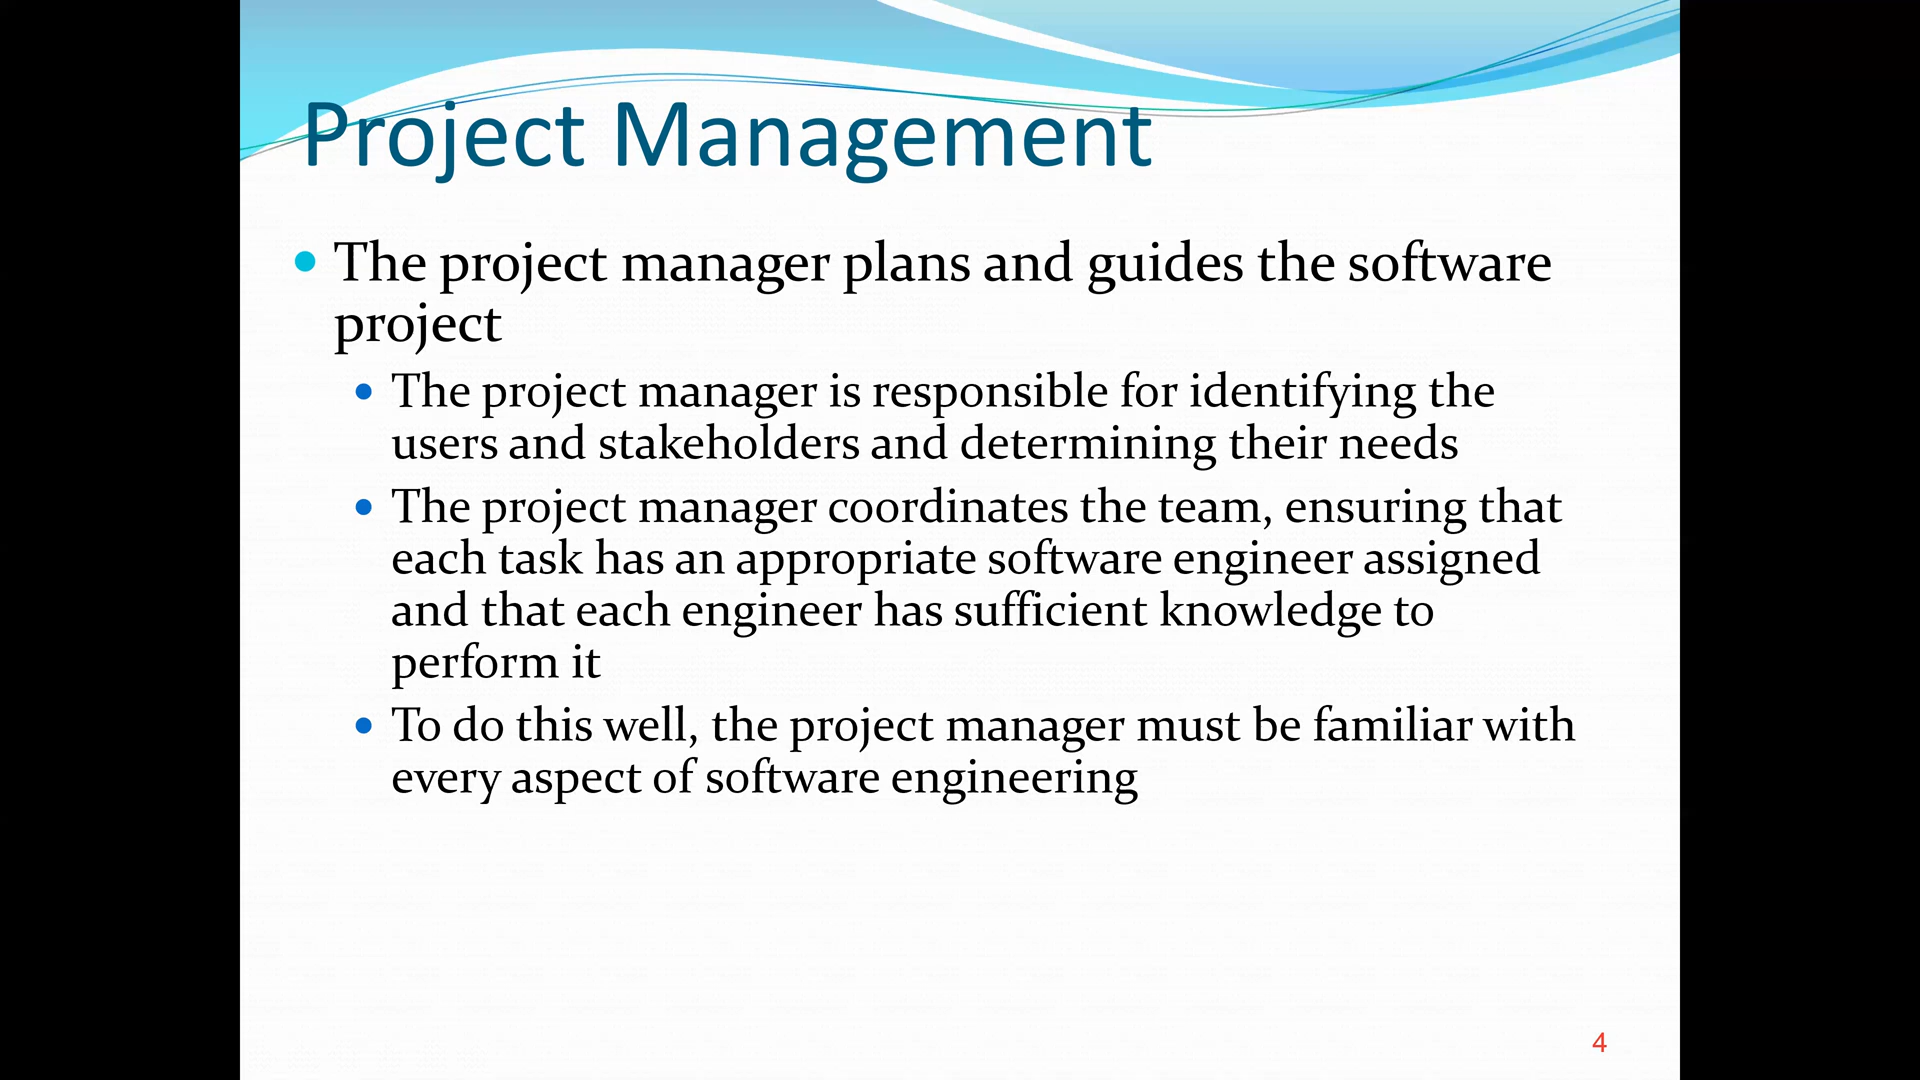 Project Management
The project manager plans and guides the software
project
The project manager is responsible for identifying the
users and stakeholders and determining their needs
The project manager coordinates the team, ensuring that
each task has an appropriate software engineer assigned
and that each engineer has sufficient knowledge to
perform it
To do this well, the project manager must be familiar with
every aspect of software engineering
4